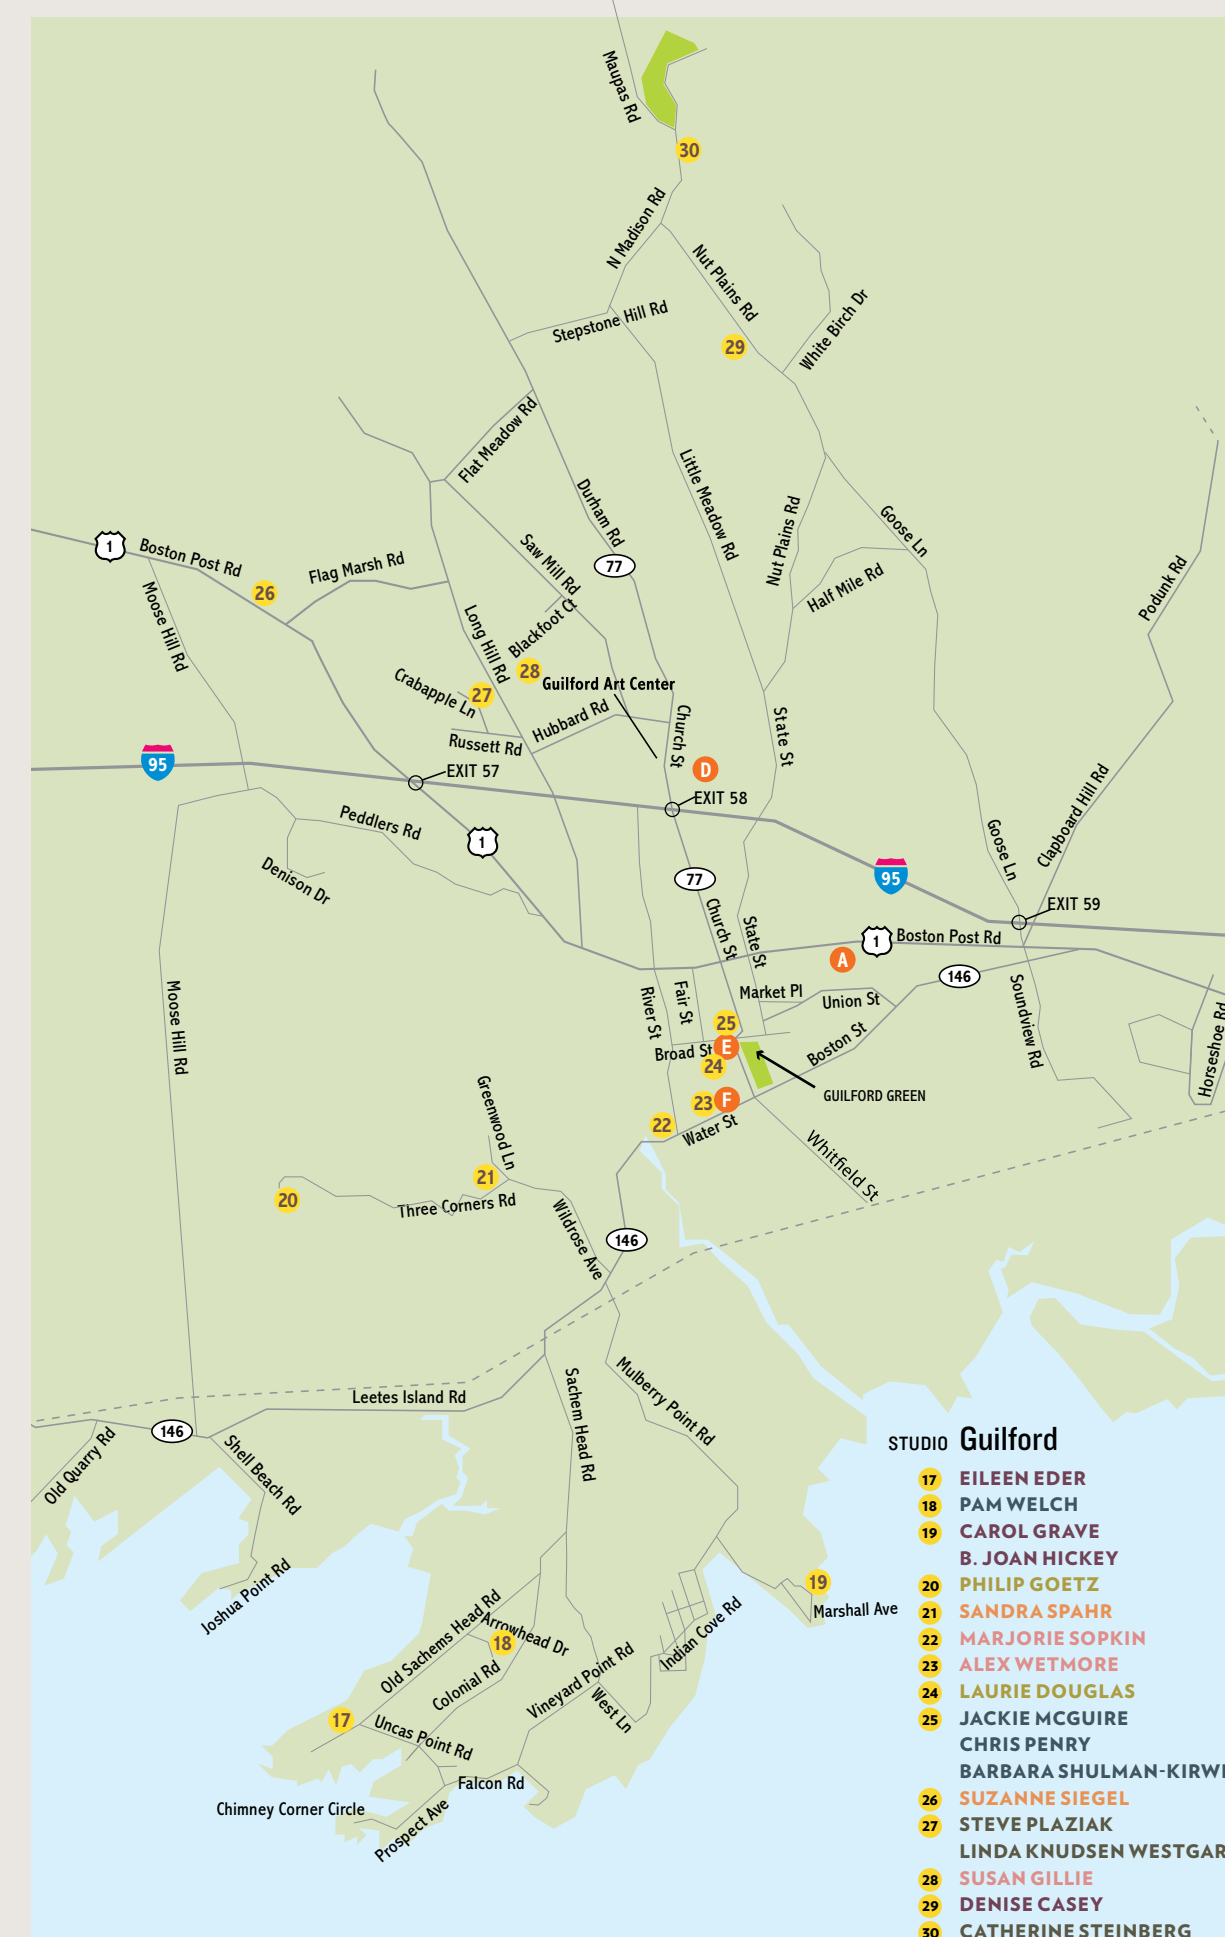 Maupas Rd
30
N Madison Rd
Nut Plains Rd
Stepstone Hill Rd
White Birch Dr
29
Flat Meadow Rd
Durham Rd
Little Meadow Rd
Nut Plains Rd
Goose Ln
1
Boston Post Rd
Flag Marsh Rd
Saw Mill Rd
77
Half Mile Rd
Podunk Rd
26
Moose Hill Rd
Long Hill Rd
Blackfoot Ct
28
Guilford Art Center
Crabapple Ln
27
Hubbard Rd
Church St
State St
Russett Rd
95
EXIT 57
D
EXIT 58
Peddlers Rd
1
Goose Ln
Clapboard Hill Rd
Denison Dr
77
95
EXIT 59
Church St
State St
1
Boston Post Rd
A
146
Moose Hill Rd
River St
Fair St
Market Pl
Union St
Soundview Rd
Horseshoe Rd
25
Broad St
E
24
Boston St
GUILFORD GREEN
23
F
22
Water St
Whitfield St
Greenwood Ln
21
20
Three Corners Rd
Wildrose Ave
146
Leetes Island Rd
Sachem Head Rd
Mulberry Point Rd
146
Old Quarry Rd
Shell Beach Rd
Joshua Point Rd
19
Marshall Ave
Old Sachems Head Rd
Arrowhead Dr
18
Indian Cove Rd
Colonial Rd
Vineyard Point Rd
West Ln
17
Uncas Point Rd
Falcon Rd
Chimney Corner Circle
Prospect Ave
STUDIO Guilford
17 EILEEN EDER
18 PAM WELCH
19 CAROL GRAVE
B. JOAN HICKEY
20 PHILIP GOETZ
21 SANDRA SPAHR
22 MARJORIE SOPKIN
23 ALEX WETMORE
24 LAURIE DOUGLAS
25 JACKIE MCGUIRE
CHRIS PENRY
BARBARA SHULMAN-KIRW
26 SUZANNE SIEGEL
27 STEVE PLAZIAK
LINDA KNUDSEN WESTGAR
28 SUSAN GILLIE
29 DENISE CASEY
30 CATHERINE STEINBERG